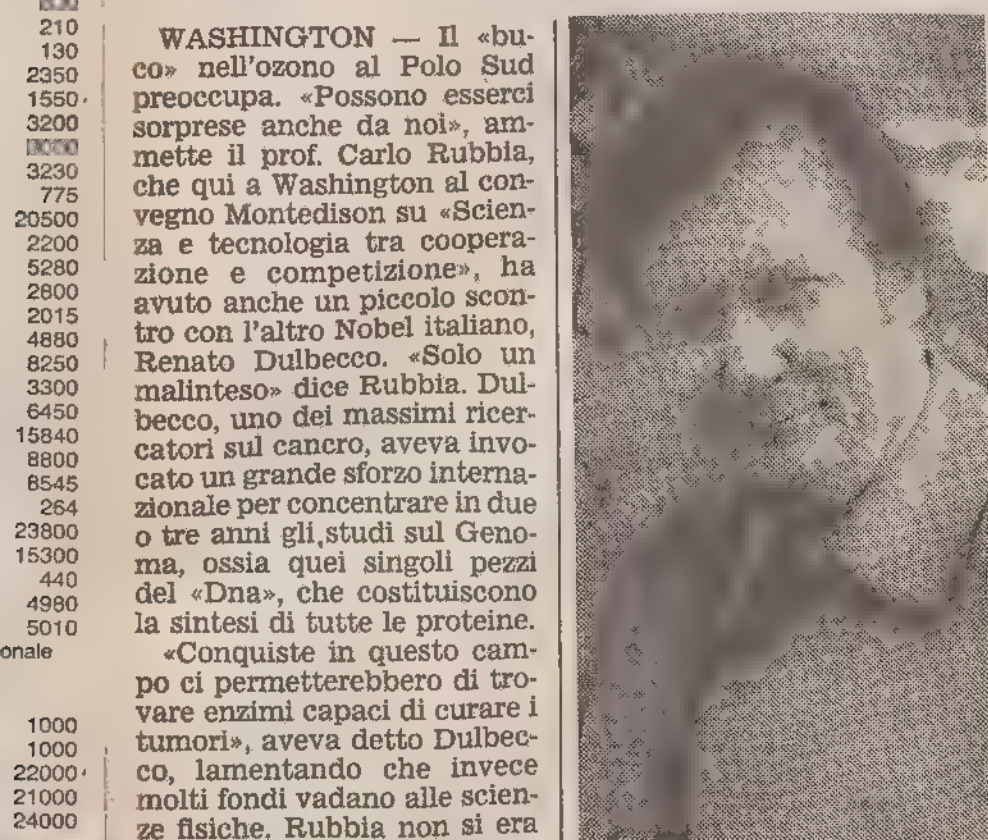 210
130
2350
1550
3200
3230
775
20500
2200
5280
2800
2015
4880
8250
3300
6450
15840
8800
8545
264
23800
15300
440
4980
5010
onale
1000
1000
22000
21000
24000
WASHINGTON — Il «bu-
co» nell'ozono al Polo Sud
preoccupa. «Possono esserci
sorprese anche da noi», am-
mette il prof. Carlo Rubbia,
che qui a Washington al con-
vegno Montedison su «Scien-
za e tecnologia tra coopera-
zione e competizione», ha
avuto anche un piccolo scon-
tro con l'altro Nobel italiano,
Renato Dulbecco. «Solo un
malinteso» dice Rubbia. Dul-
becco, uno dei massimi ricer-
catori sul cancro, aveva invo-
cato un grande sforzo interna-
zionale per concentrare in due
o tre anni gli studi sul Geno-
ma, ossia quei singoli pezzi
del «Dna», che costituiscono
la sintesi di tutte le proteine.
«Conquiste in questo cam-
po ci permetterebbero di tro-
vare enzimi capaci di curare i
tumori», aveva detto Dulbec-
co, lamentando che invece
molti fondi vadano alle scien-
ze fisiche. Rubbia non si era